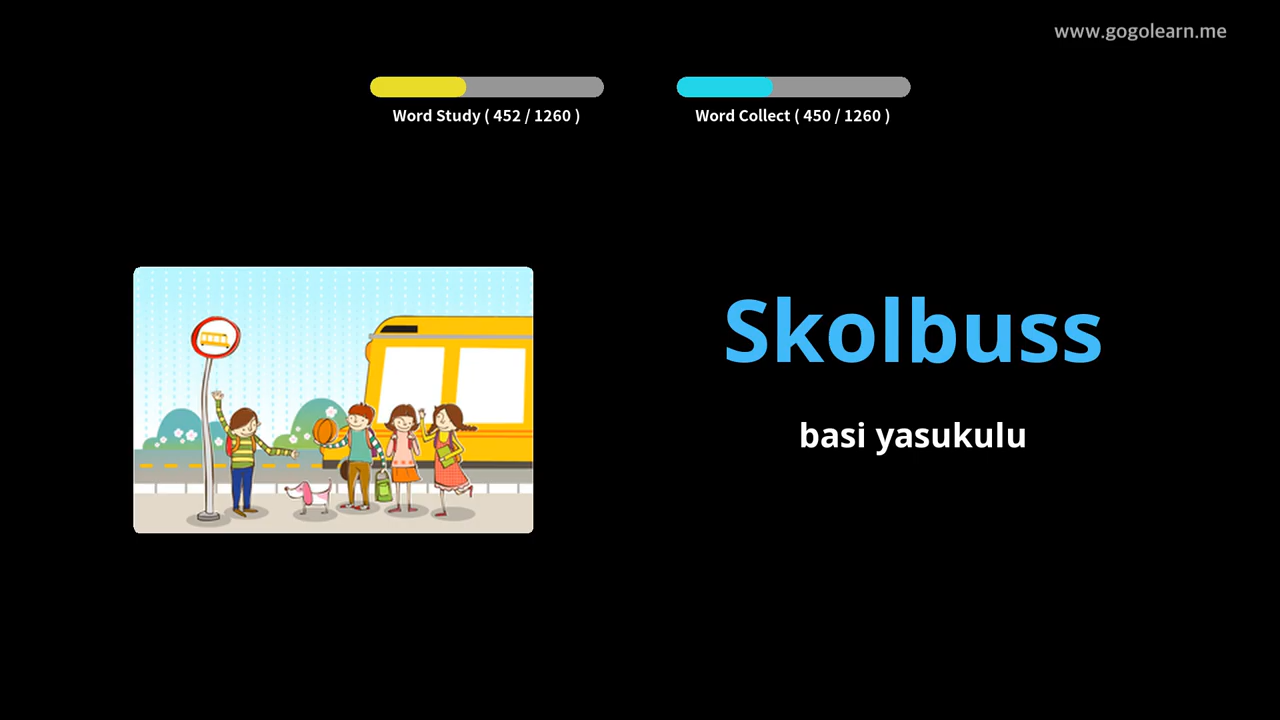 www.gogolearn.me
Word Study ( 452 / 1260 )
Word Collect ( 450 / 1260 )
Skolbuss
basi yasukulu